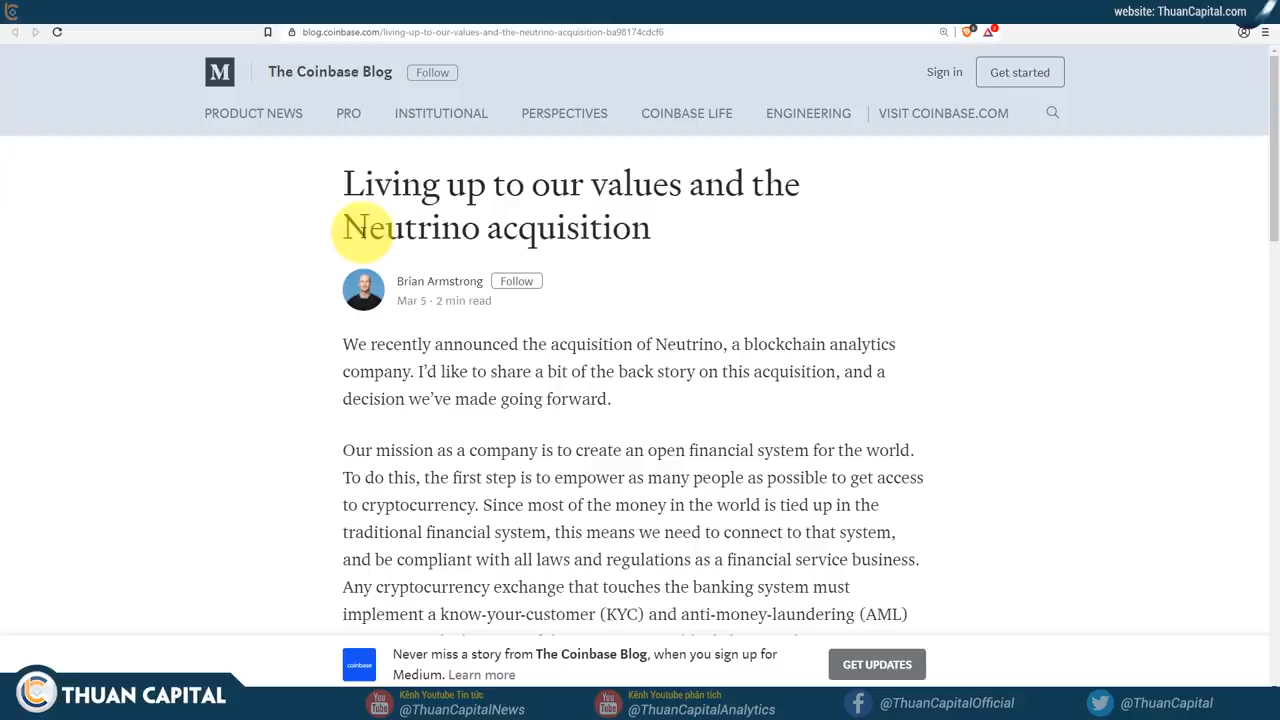 website: ThuanCapital.com
blog.coinbase.com/living-up-to-our-values-and-the-neutrino-acquisition-ba98174cdcf6
M
The Coinbase Blog
Follow
Sign in
Get started
PRODUCT NEWS
PRO
INSTITUTIONAL
PERSPECTIVES
COINBASE LIFE
ENGINEERING
VISIT COINBASE.COM
Living up to our values and the
Neutrino acquisition
Brian Armstrong
Follow
Mar 5 · 2 min read
We recently announced the acquisition of Neutrino, a blockchain analytics
company. I’d like to share a bit of the back story on this acquisition, and a
decision we’ve made going forward.
Our mission as a company is to create an open financial system for the world.
To do this, the first step is to empower as many people as possible to get access
to cryptocurrency. Since most of the money in the world is tied up in the
traditional financial system, this means we need to connect to that system,
and be compliant with all laws and regulations as a financial service business.
Any cryptocurrency exchange that touches the banking system must
implement a know-your-customer (KYC) and anti-money-laundering (AML)
coinbase
Never miss a story from The Coinbase Blog, when you sign up for
Medium. Learn more
GET UPDATES
THUAN CAPITAL
You Tube
Kênh Youtube Tin tức
@ThuanCapitalNews
You Tube
Kênh Youtube phân tích
@ThuanCapitalAnalytics
@ThuanCapitalOfficial
@ThuanCapital